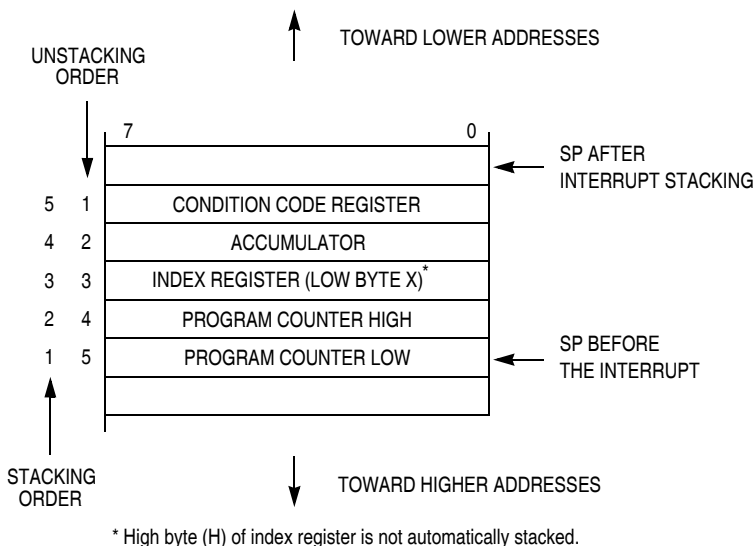 TOWARD LOWER ADDRESSES
UNSTACKING
ORDER
7 0
SP AFTER
INTERRUPT STACKING
5 1 CONDITION CODE REGISTER
4 2 ACCUMULATOR
3 3 INDEX REGISTER (LOW BYTE X)*
2 4 PROGRAM COUNTER HIGH
1 5 PROGRAM COUNTER LOW
SP BEFORE
THE INTERRUPT
STACKING
ORDER
TOWARD HIGHER ADDRESSES
* High byte (H) of index register is not automatically stacked.